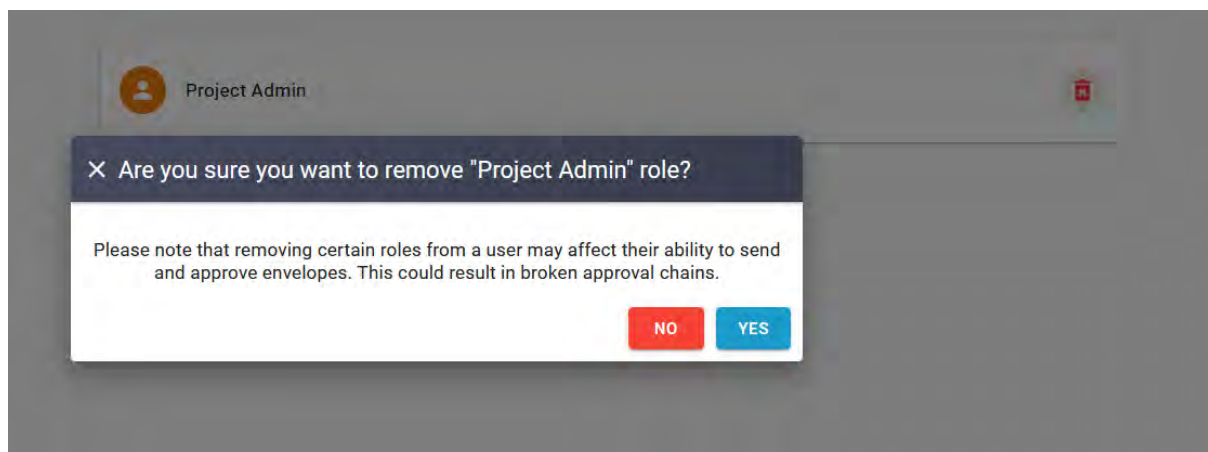 Project Admin
Are you sure you want to remove "Project Admin" role?
Please note that removing certain roles from a user may affect their ability to send
and approve envelopes. This could result in broken approval chains.
NO YES